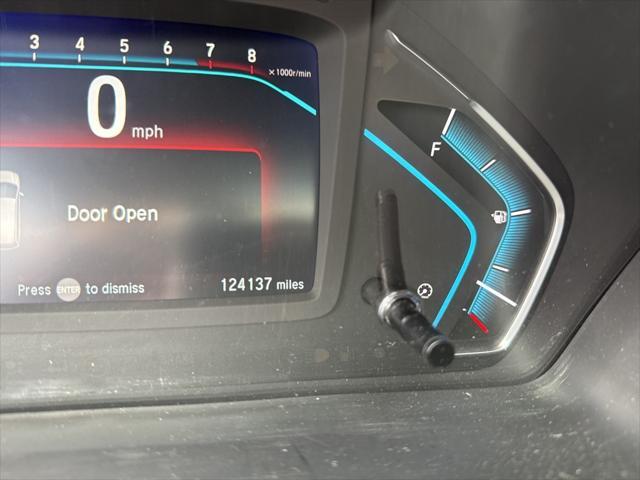 3 4 5 6 7 8
×1000r/min
0
mph
F
Door Open
Press ENTER to dismiss
124137 miles